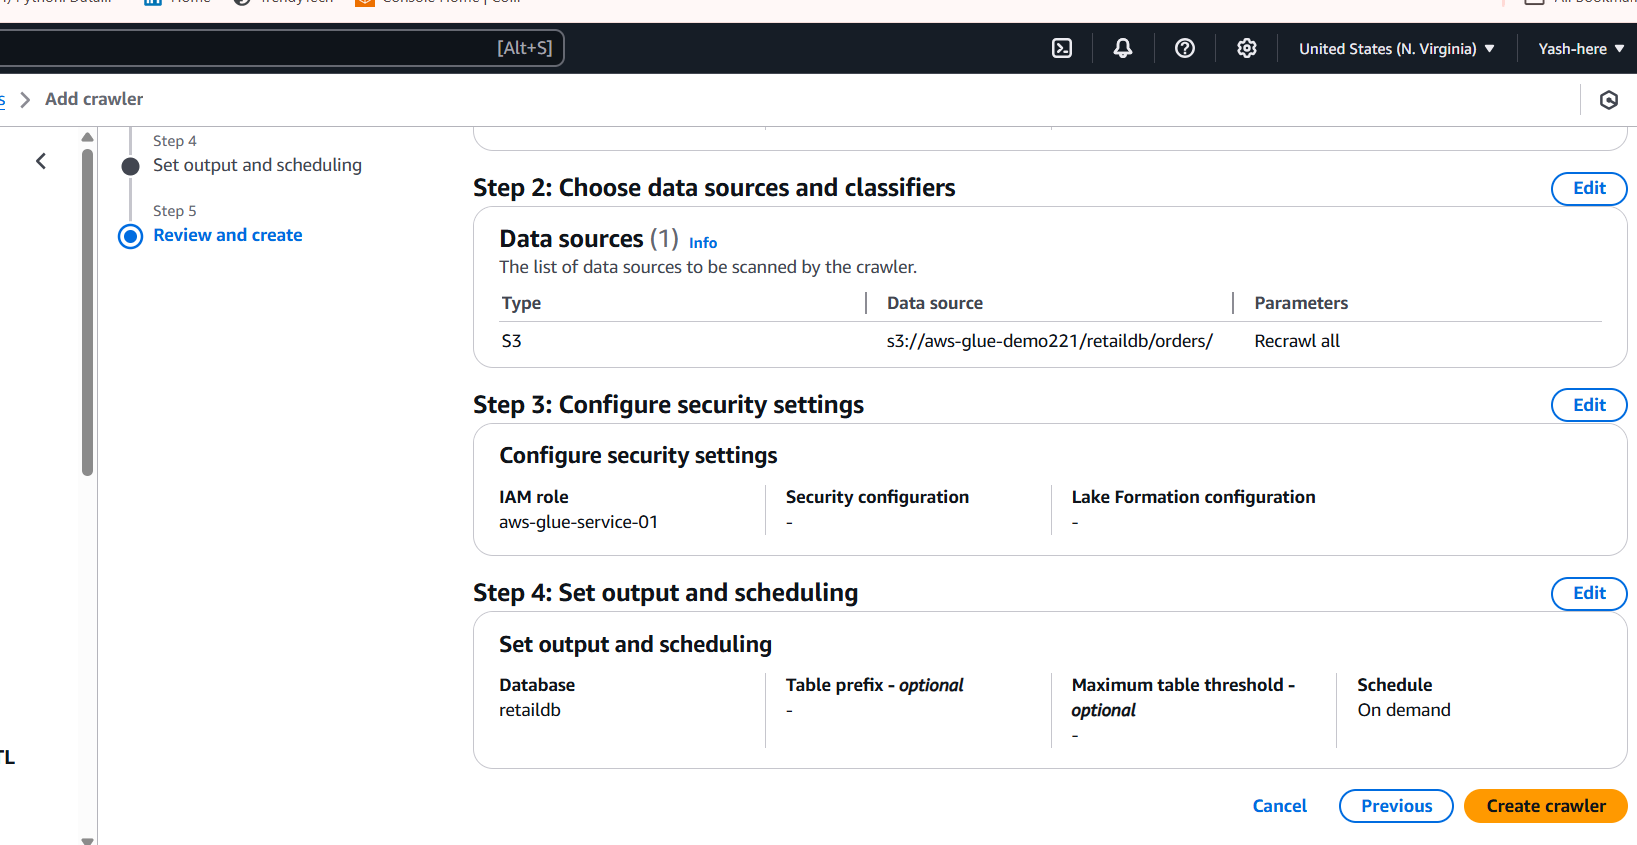 [Alt+S]
United States (N. Virginia)
Yash-here
s
Add crawler
Step 4
Set output and scheduling
Step 5
Review and create
Step 2: Choose data sources and classifiers
Edit
Data sources (1) Info
The list of data sources to be scanned by the crawler.
Type Data source Parameters
S3 s3://aws-glue-demo221/retaildb/orders/ Recrawl all
Step 3: Configure security settings
Edit
Configure security settings
IAM role
aws-glue-service-01
Security configuration
-
Lake Formation configuration
-
Step 4: Set output and scheduling
Edit
Set output and scheduling
Database
retaildb
Table prefix - optional
-
Maximum table threshold -
optional
-
Schedule
On demand
TL
Cancel
Previous
Create crawler